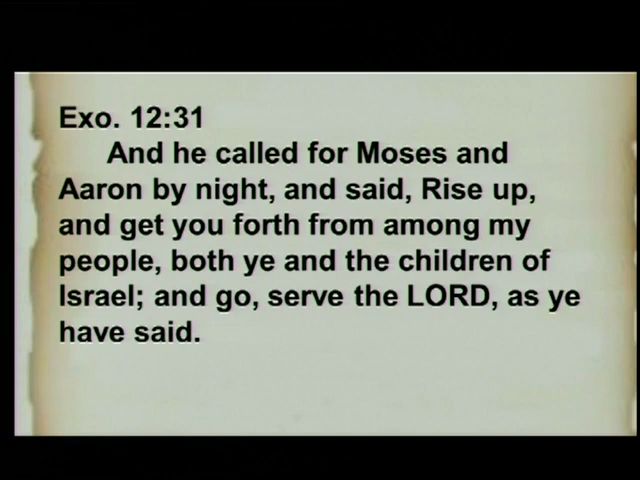 Exo. 12:31
And he called for Moses and
Aaron by night, and said, Rise up,
and get you forth from among my
people, both ye and the children of
Israel; and go, serve the LORD, as ye
have said.